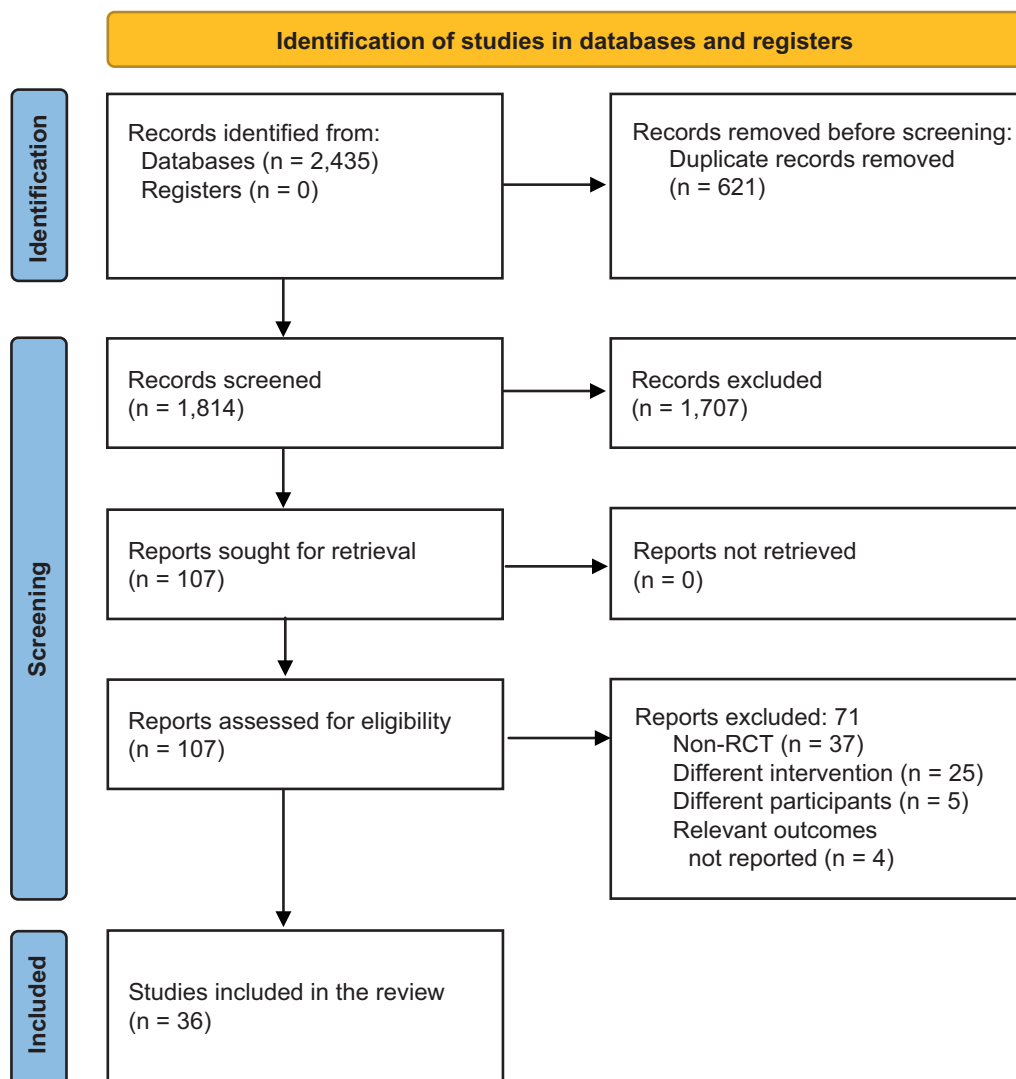 Identification of studies in databases and registers
Identification
Records identified from:
Databases (n = 2,435)
Registers (n = 0)
Records removed before screening:
Duplicate records removed
(n = 621)
Screening
Records screened
(n = 1,814)
Records excluded
(n = 1,707)
Reports sought for retrieval
(n = 107)
Reports not retrieved
(n = 0)
Reports assessed for eligibility
(n = 107)
Reports excluded: 71
Non-RCT (n = 37)
Different intervention (n = 25)
Different participants (n = 5)
Relevant outcomes
not reported (n = 4)
Included
Studies included in the review
(n = 36)